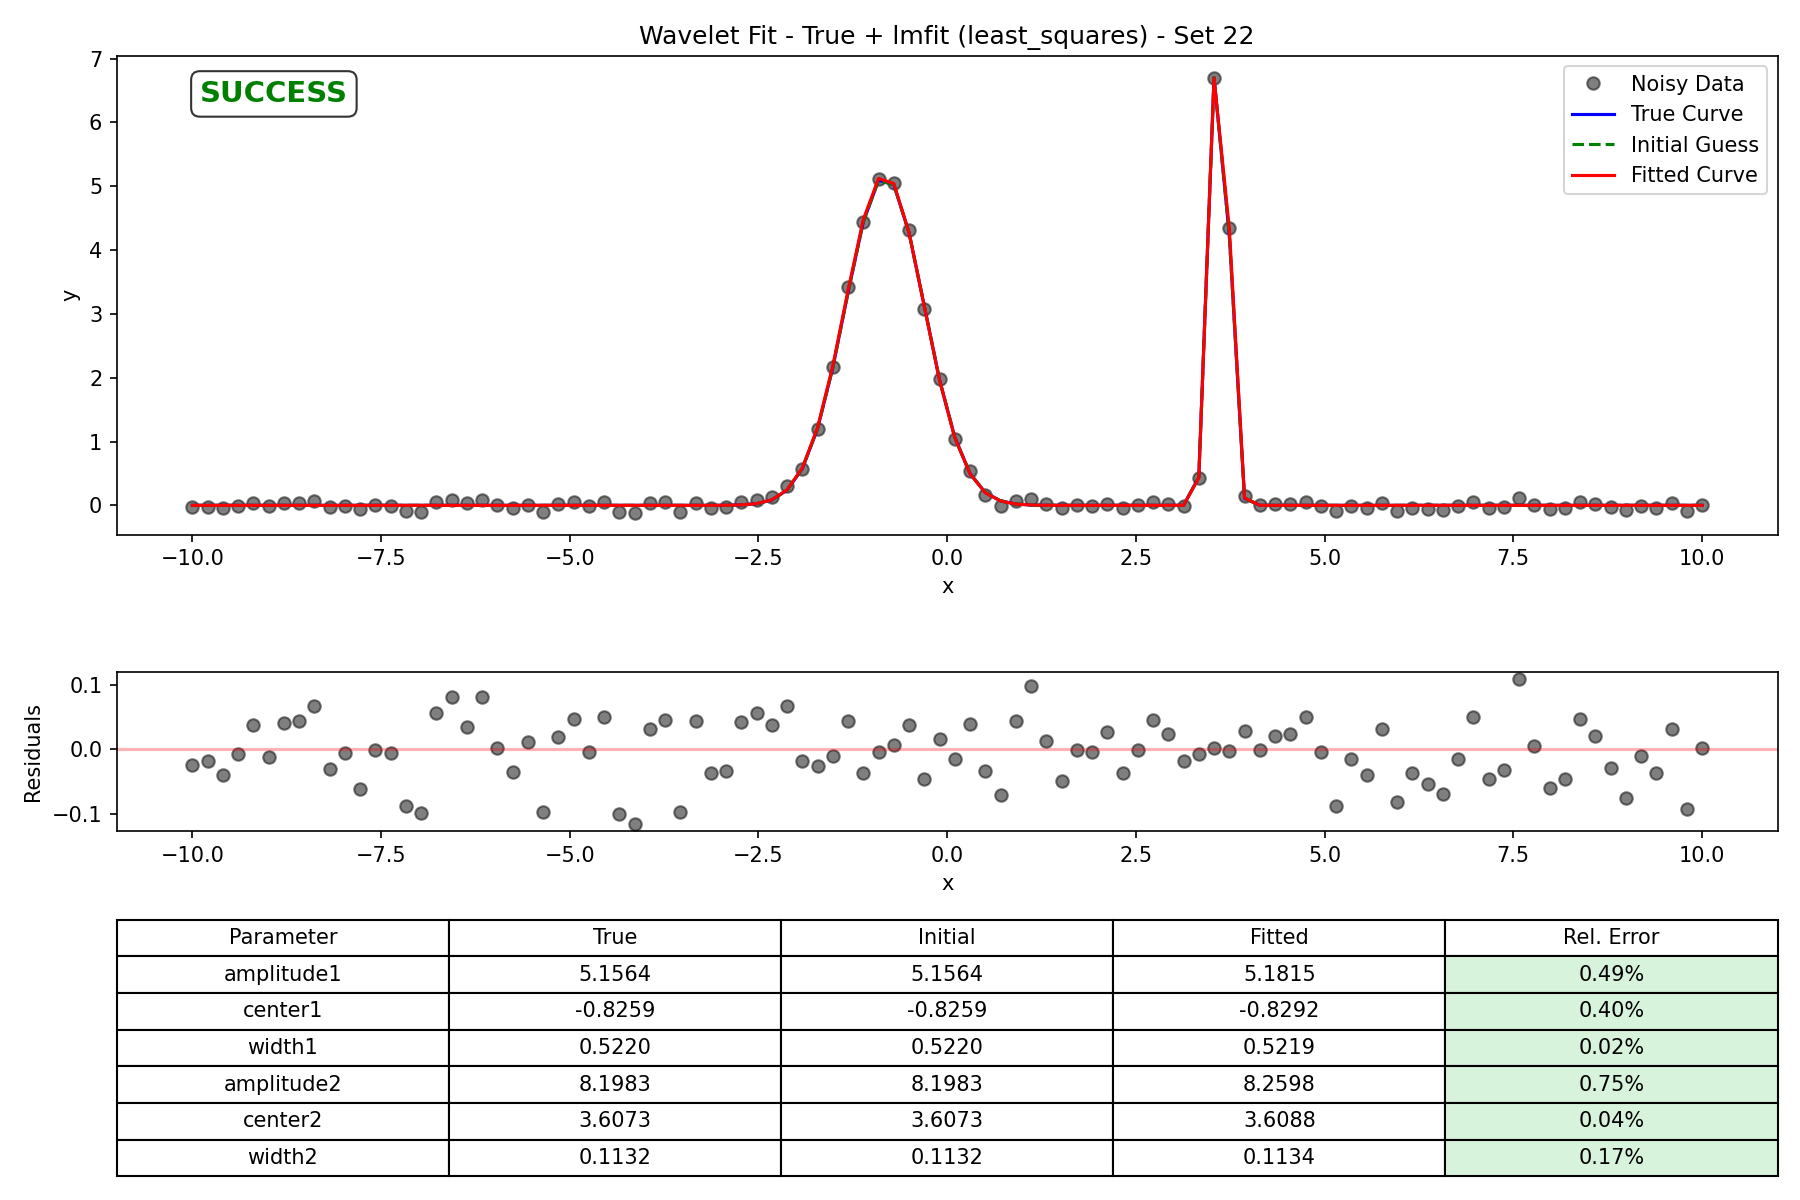 Wavelet Fit - True + lmfit (least_squares) - Set 22
SUCCESS
Noisy Data
True Curve
Initial Guess
Fitted Curve
7
6
5
4
3
2
1
0
y
−10.0 −7.5 −5.0 −2.5 0.0 2.5 5.0 7.5 10.0
x
0.1
0.0
−0.1
Residuals
−10.0 −7.5 −5.0 −2.5 0.0 2.5 5.0 7.5 10.0
x
Parameter True Initial Fitted Rel. Error
amplitude1 5.1564 5.1564 5.1815 0.49%
center1 -0.8259 -0.8259 -0.8292 0.40%
width1 0.5220 0.5220 0.5219 0.02%
amplitude2 8.1983 8.1983 8.2598 0.75%
center2 3.6073 3.6073 3.6088 0.04%
width2 0.1132 0.1132 0.1134 0.17%